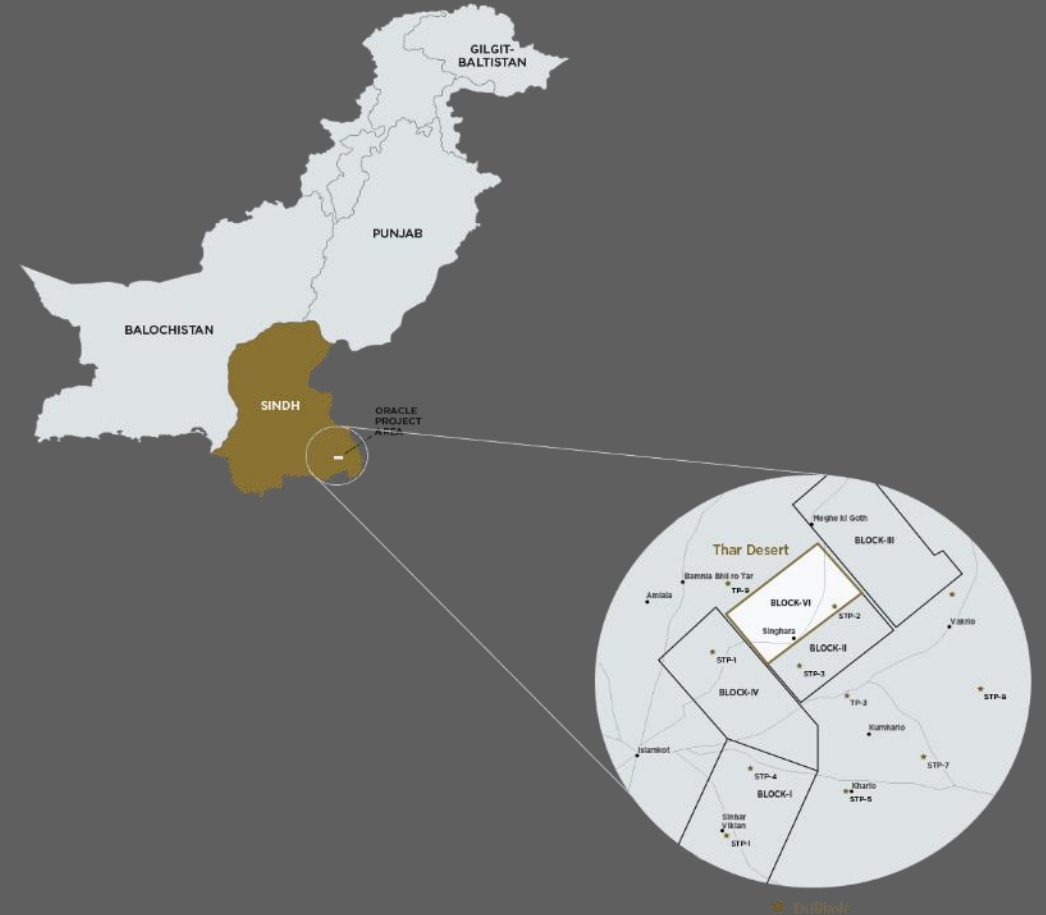 GILGIT-
BALTISTAN
PUNJAB
BALOCHISTAN
SINDH
ORACLE
PROJECT
AREA
Meghe ki Goth
BLOCK-III
Thar Desert
Bamnia Bhil ro Tar
TP-9
Amiala
BLOCK-VI
STP-2
Vakrio
Singhara
BLOCK-II
STP-1
STP-3
BLOCK-IV
TP-3
STP-9
Kumhario
Islamkot
STP-7
STP-4
BLOCK-I
Khario
STP-5
Sinhar
Vikian
STP-1
Drillhole